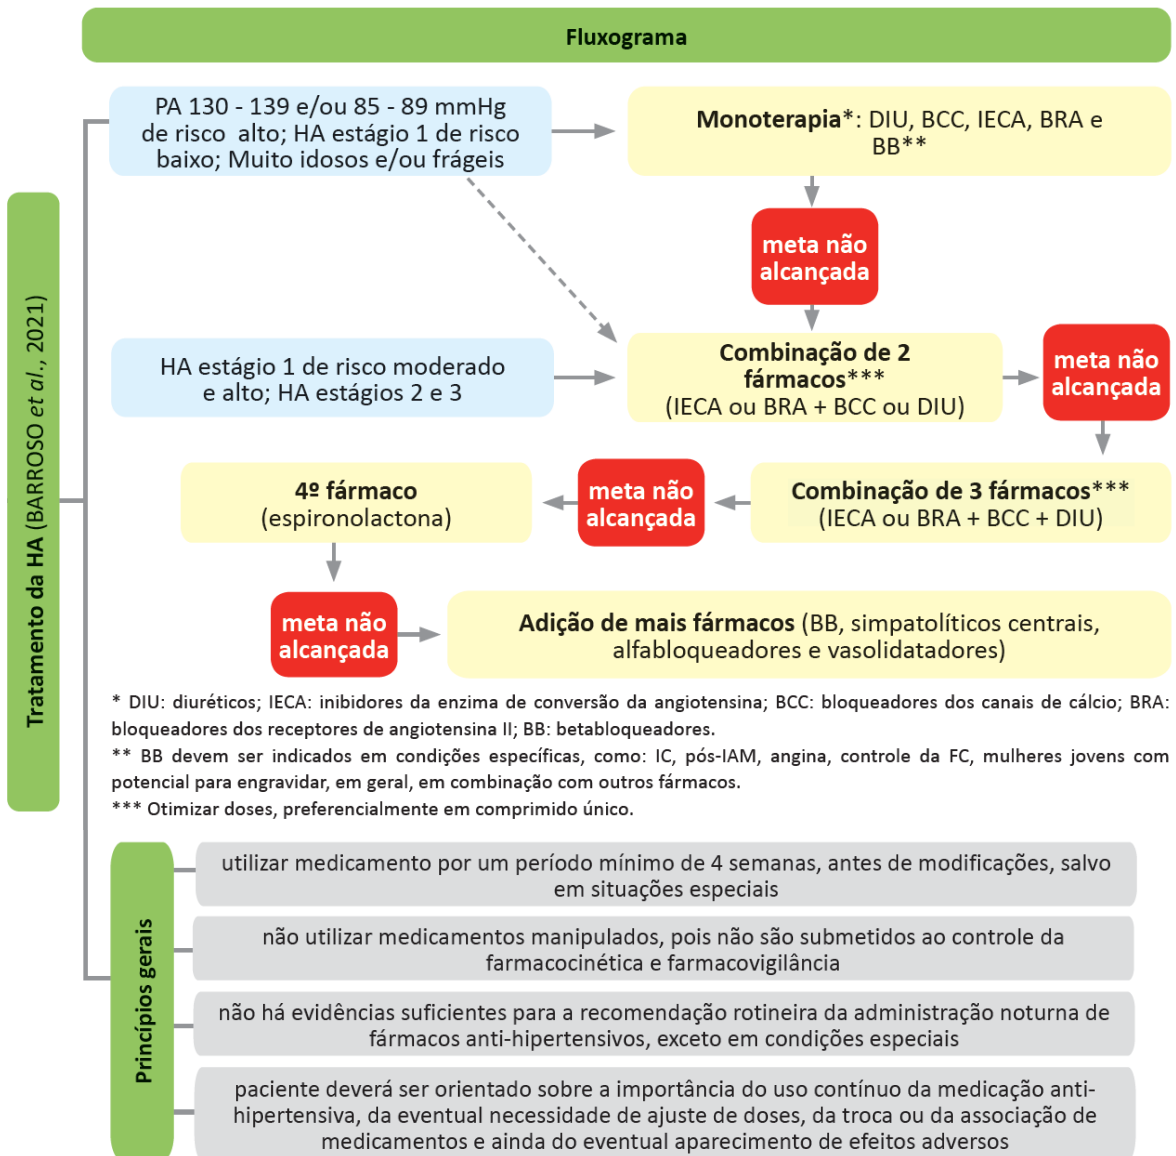 Fluxograma
Tratamento da HA (BARROSO et al., 2021)
PA 130 - 139 e/ou 85 - 89 mmHg
de risco alto; HA estágio 1 de risco
baixo; Muito idosos e/ou frágeis
Monoterapia*: DIU, BCC, IECA, BRA e
BB**
meta não
alcançada
HA estágio 1 de risco moderado
e alto; HA estágios 2 e 3
Combinação de 2
fármacos***
(IECA ou BRA + BCC ou DIU)
meta não
alcançada
Combinação de 3 fármacos***
(IECA ou BRA + BCC + DIU)
meta não
alcançada
4º fármaco
(espironolactona)
meta não
alcançada
Adição de mais fármacos (BB, simpatolíticos centrais,
alfabloqueadores e vasolidatadores)
* DIU: diuréticos; IECA: inibidores da enzima de conversão da angiotensina; BCC: bloqueadores dos canais de cálcio; BRA:
bloqueadores dos receptores de angiotensina II; BB: betabloqueadores.
** BB devem ser indicados em condições específicas, como: IC, pós-IAM, angina, controle da FC, mulheres jovens com
potencial para engravidar, em geral, em combinação com outros fármacos.
*** Otimizar doses, preferencialmente em comprimido único.
Princípios gerais
utilizar medicamento por um período mínimo de 4 semanas, antes de modificações, salvo
em situações especiais
não utilizar medicamentos manipulados, pois não são submetidos ao controle da
farmacocinética e farmacovigilância
não há evidências suficientes para a recomendação rotineira da administração noturna de
fármacos anti-hipertensivos, exceto em condições especiais
paciente deverá ser orientado sobre a importância do uso contínuo da medicação anti-
hipertensiva, da eventual necessidade de ajuste de doses, da troca ou da associação de
medicamentos e ainda do eventual aparecimento de efeitos adversos